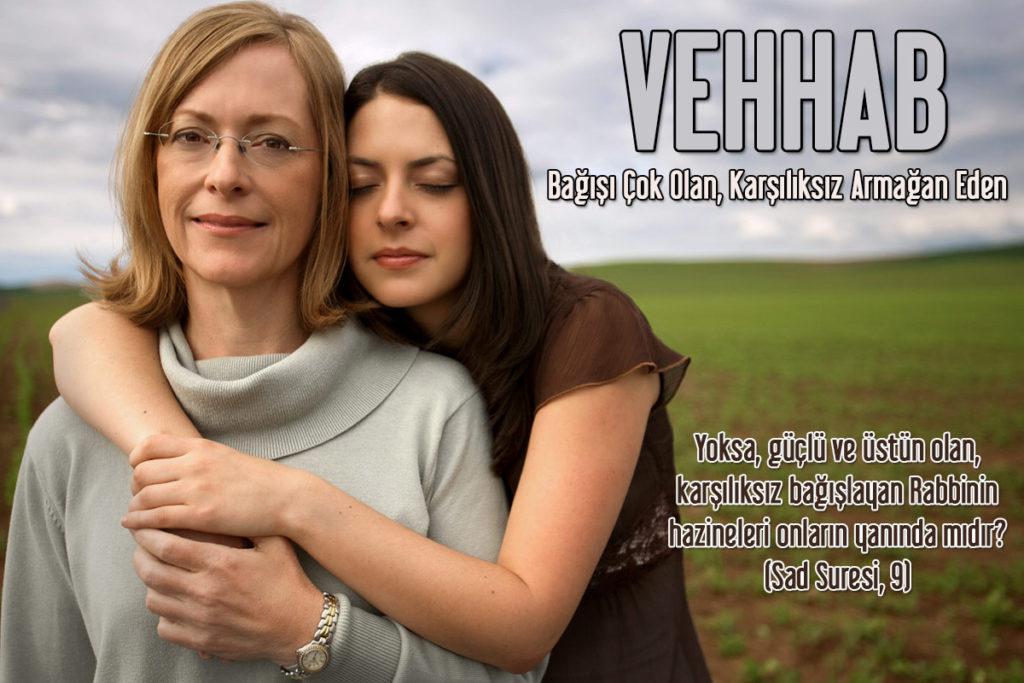 VEHHAB
Bağışı Çok Olan, Karşılıksız Armağan Eden
Yoksa, güçlü ve üstün olan,
karşılıksız bağışlayan Rabbinin
hazineleri onların yanında mıdır?
(Sad Suresi, 9)